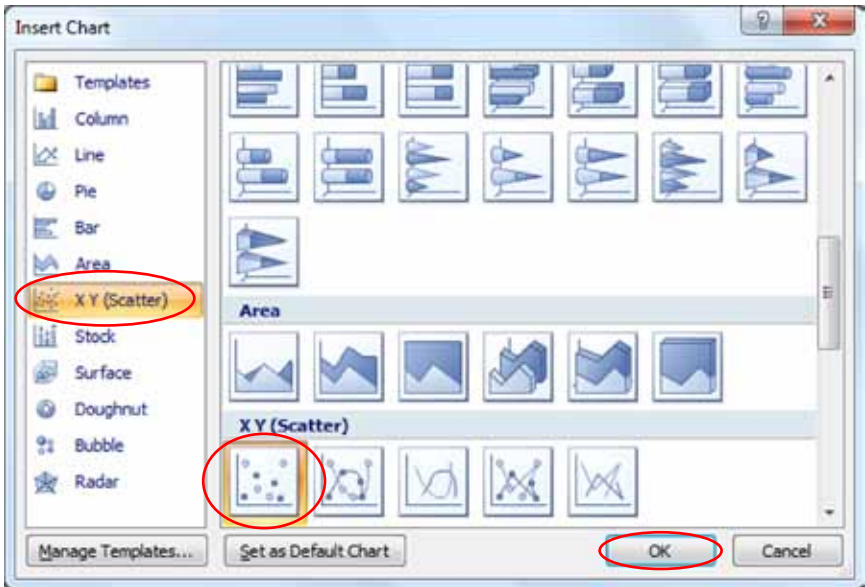 Insert Chart
Templates
Column
Line
Pie
Bar
Area
X Y (Scatter)
Stock
Surface
Doughnut
Bubble
Radar
Area
X Y (Scatter)
Manage Templates...
Set as Default Chart
OK
Cancel